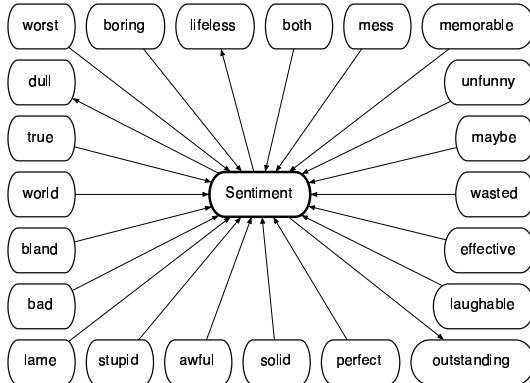 worst boring lifeless both mess memorable
dull unfunny
true maybe
world Sentiment wasted
bland effective
bad laughable
lame stupid awful solid perfect outstanding